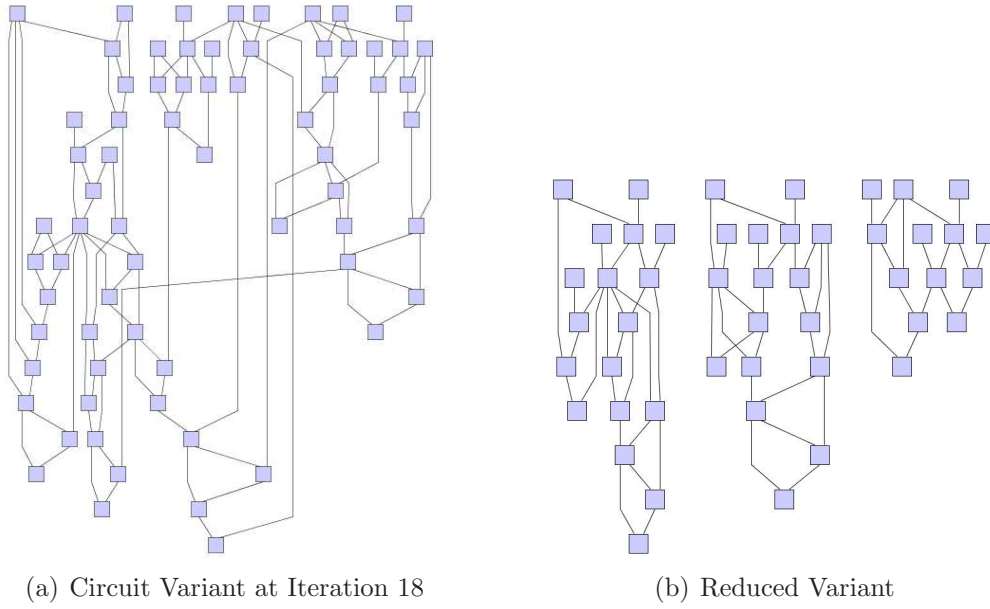 (a) Circuit Variant at Iteration 18
(b) Reduced Variant